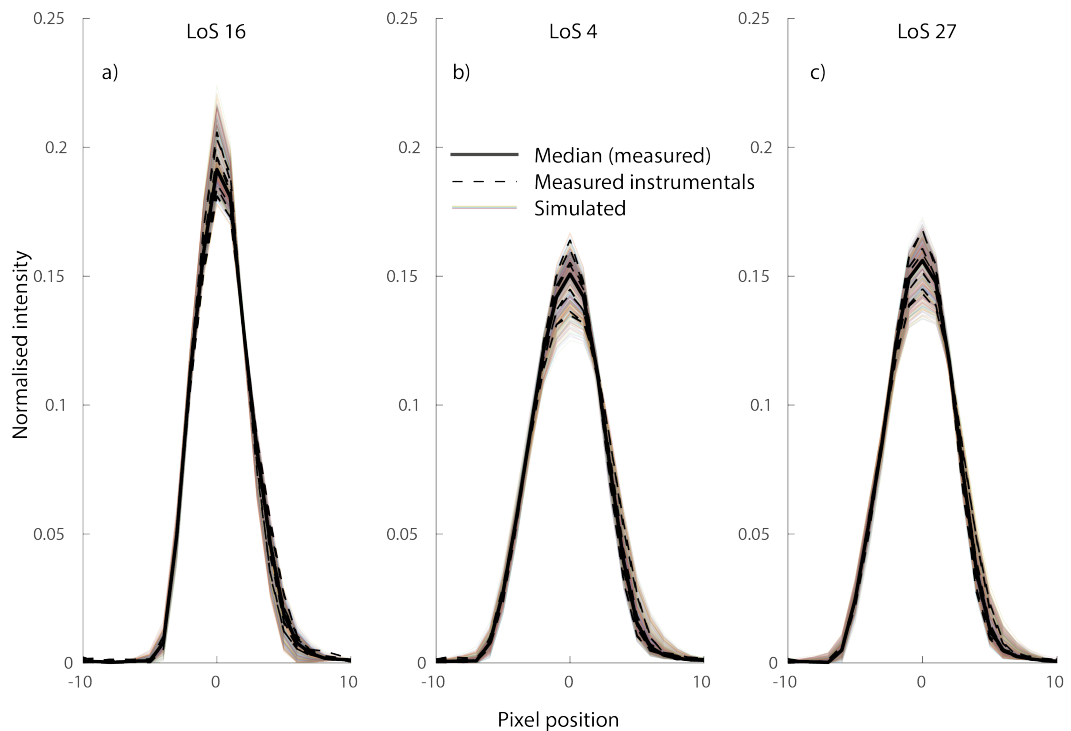 LoS 16
LoS 4
LoS 27
a)
b)
c)
Median (measured)
Measured instrumentals
Simulated
Normalised intensity
0.25
0.2
0.15
0.1
0.05
0
-10
0
10
0.25
0.2
0.15
0.1
0.05
0
-10
0
10
0.25
0.2
0.15
0.1
0.05
0
-10
0
10
Pixel position